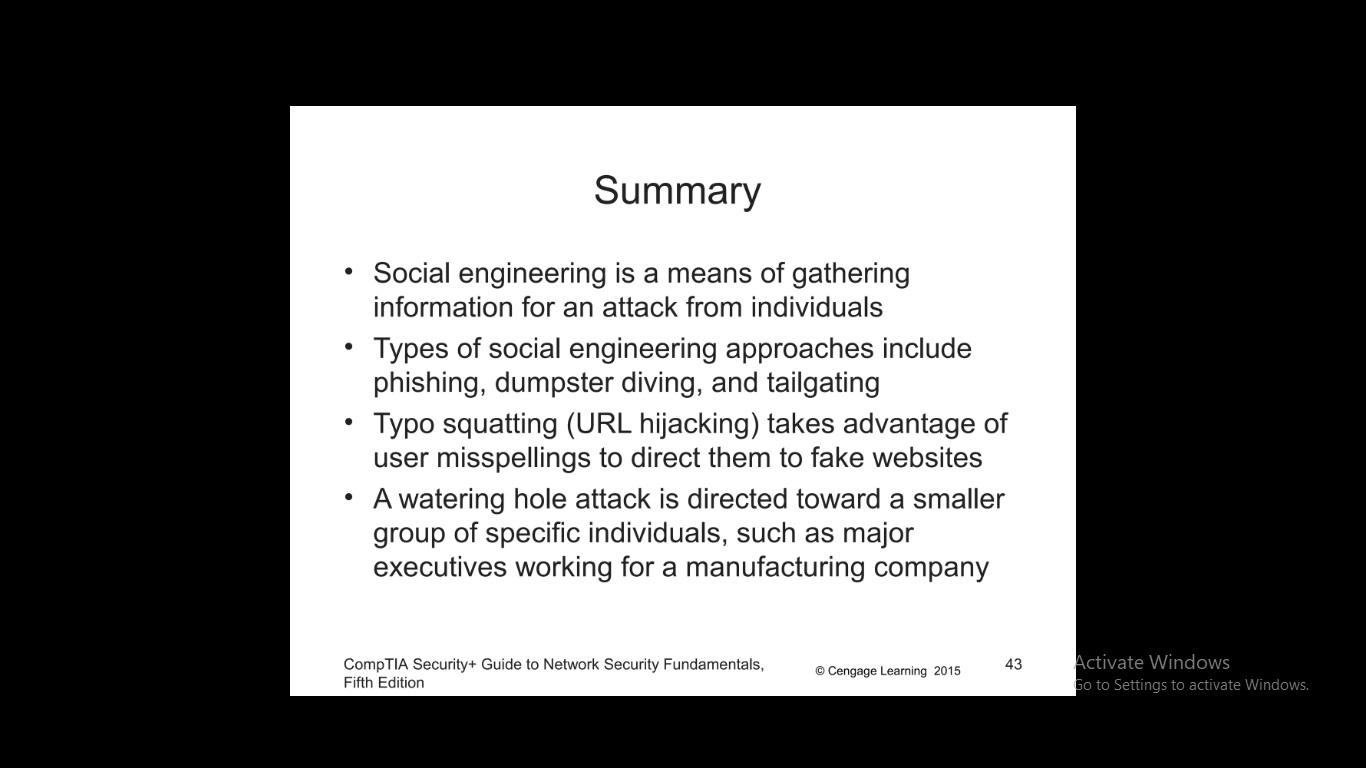 Summary
• Social engineering is a means of gathering
information for an attack from individuals
• Types of social engineering approaches include
phishing, dumpster diving, and tailgating
• Typo squatting (URL hijacking) takes advantage of
user misspellings to direct them to fake websites
• A watering hole attack is directed toward a smaller
group of specific individuals, such as major
executives working for a manufacturing company
CompTIA Security+ Guide to Network Security Fundamentals,
Fifth Edition
© Cengage Learning 2015
43
Activate Windows
Go to Settings to activate Windows.